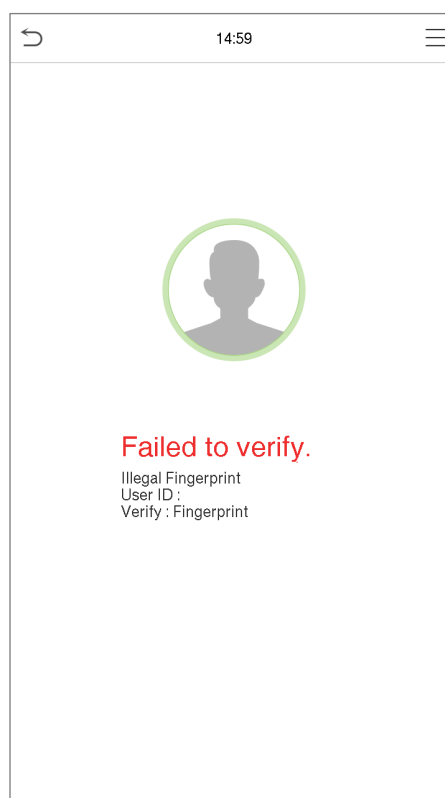 14:59
Failed to verify.
Illegal Fingerprint
User ID :
Verify : Fingerprint